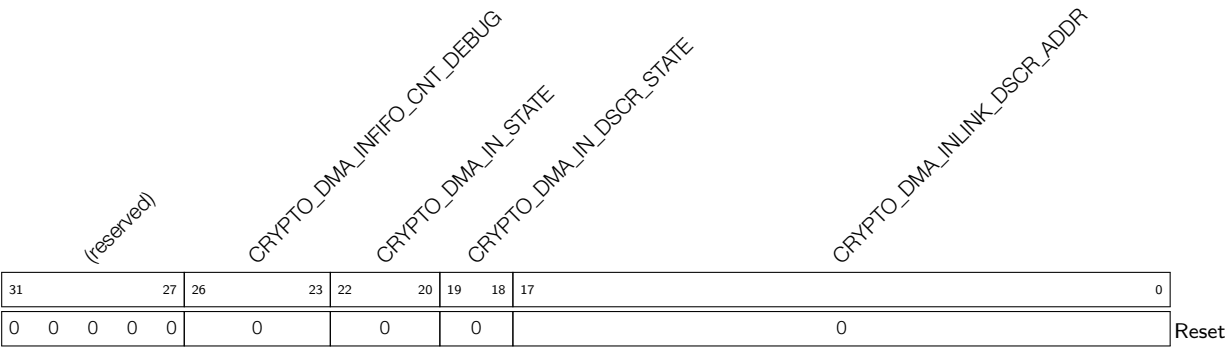 (reserved)
CRYPTO_DMA_INFIFO_CNT_DEBUG
CRYPTO_DMA_IN_STATE
CRYPTO_DMA_IN_DSCR_STATE
CRYPTO_DMA_INLINK_DSCR_ADDR
31 27 26 23 22 20 19 18 17 0
0 0 0 0 0 0 0 0 0 Reset